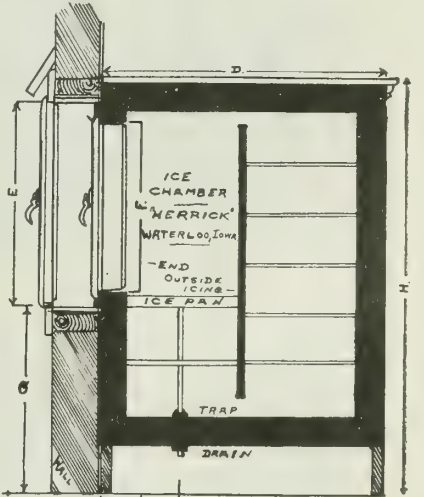 D.
ICE
CHAMBER
"HERRICK"
WATERLOO, IOWA
E
F.
H.
-END
OUTSIDE
ICING-
ICE PAN
G
TRAP
DRAIN
WALL